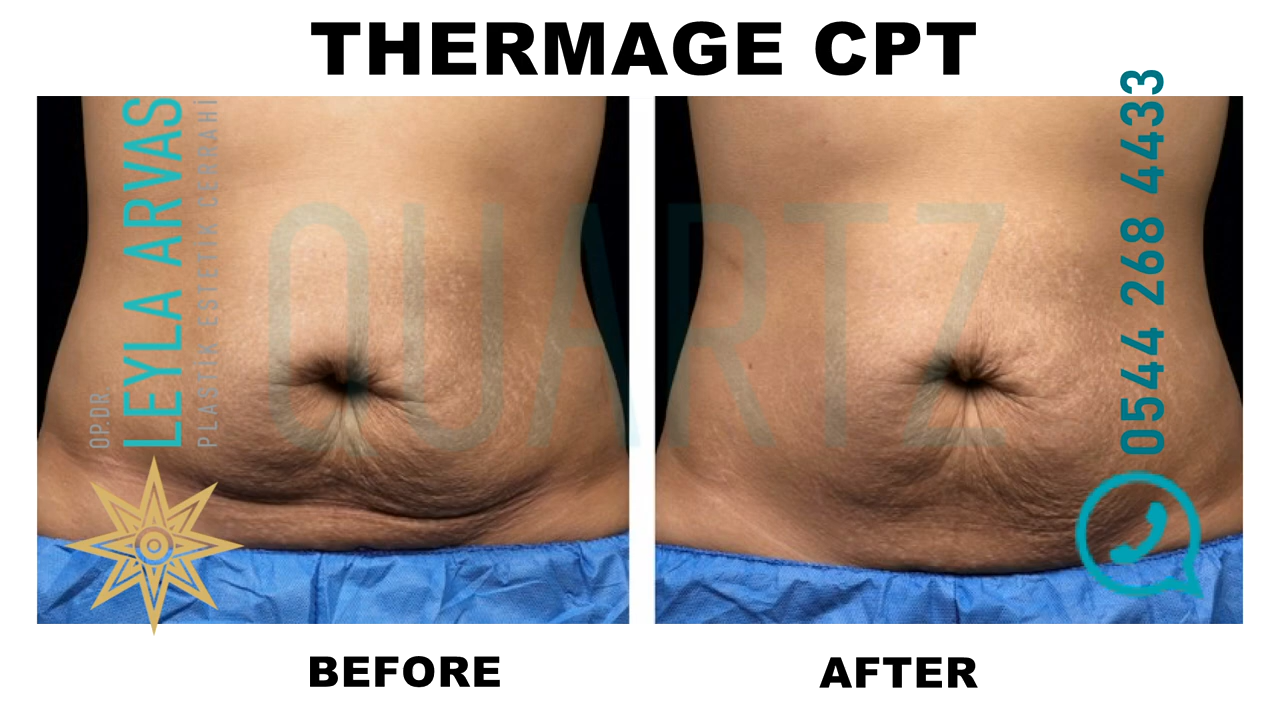 THERMAGE CPT
OP.DR.
LEYLA ARVAS
PLASTİK ESTETİK CERRAHİ
QUARTZ
0544 268 4433
BEFORE
AFTER